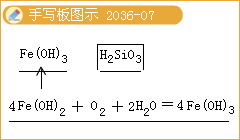 手写板图示 2036-07
Fe(OH)₃ H₂SiO₃
4Fe(OH)₂ + O₂ + 2H₂O = 4Fe(OH)₃